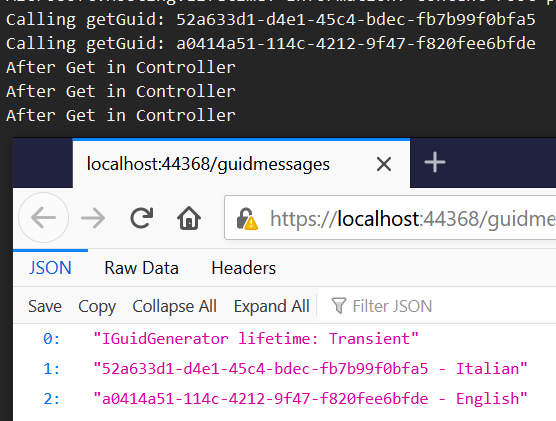 Calling getGuid: 52a633d1-d4e1-45c4-bdec-fb7b99f0bfa5
Calling getGuid: a0414a51-114c-4212-9f47-f820fee6bfde
After Get in Controller
After Get in Controller
After Get in Controller
localhost:44368/guidmessages
https://localhost:44368/guidme
JSON Raw Data Headers
Save Copy Collapse All Expand All Filter JSON
0: "IGuidGenerator lifetime: Transient"
1: "52a633d1-d4e1-45c4-bdec-fb7b99f0bfa5 - Italian"
2: "a0414a51-114c-4212-9f47-f820fee6bfde - English"